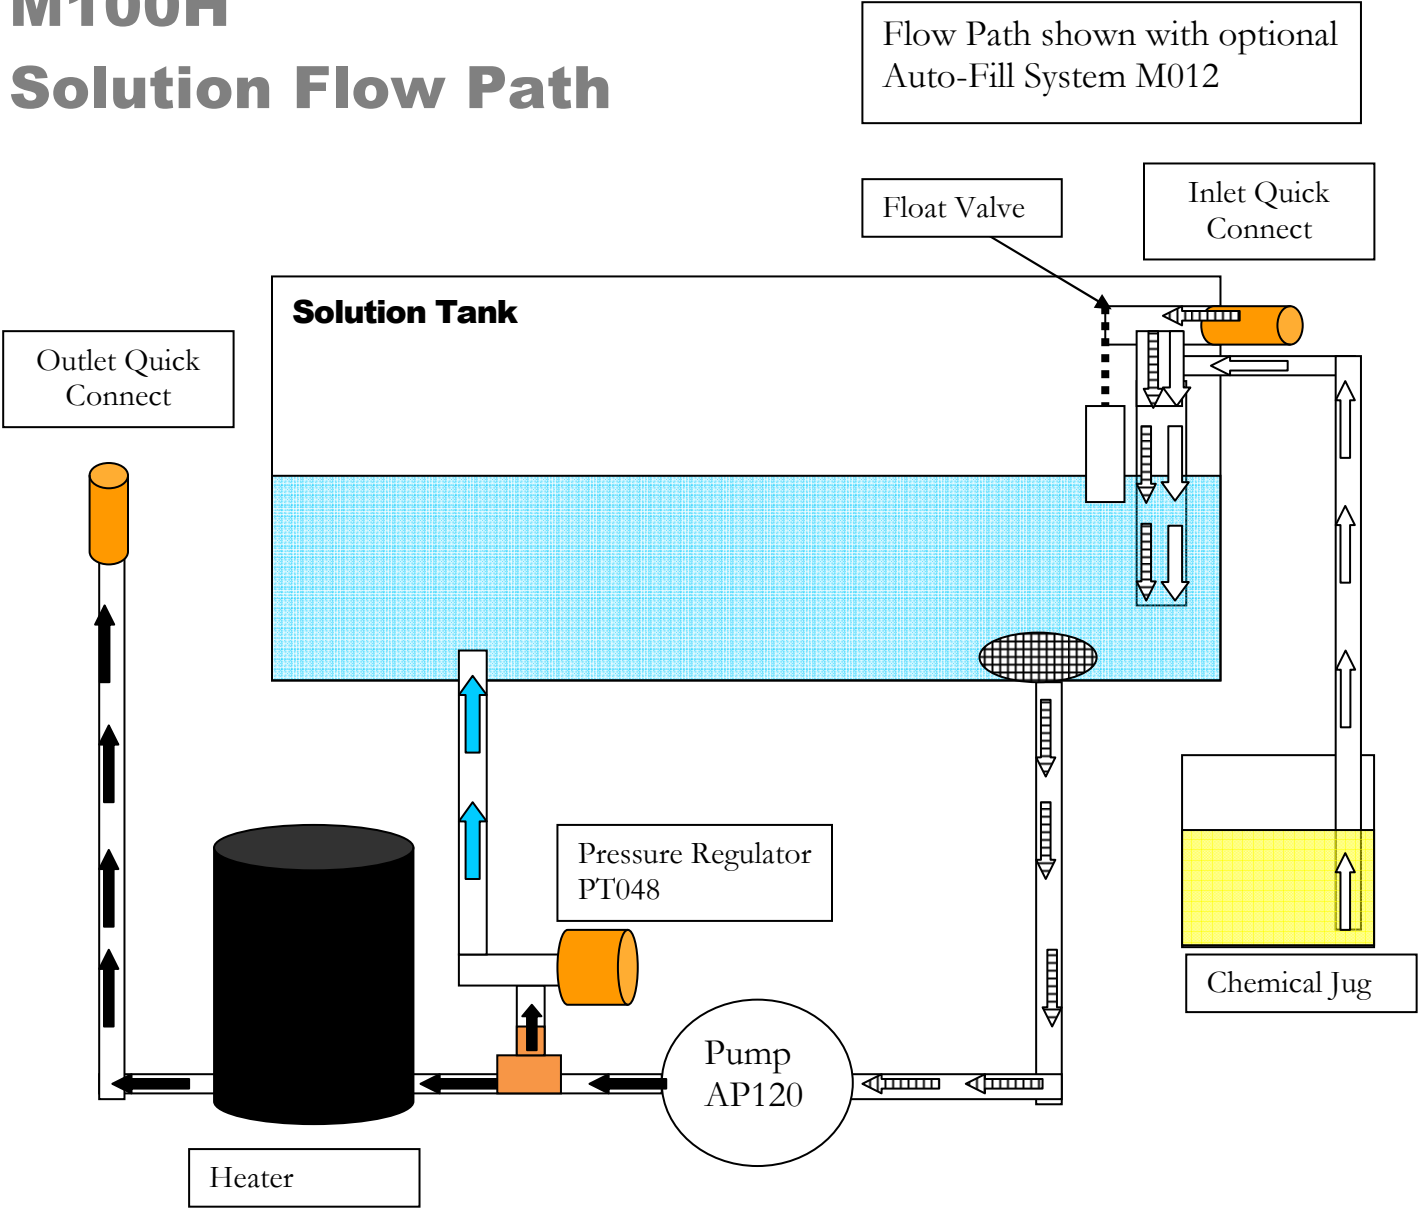 M100H
Solution Flow Path
Flow Path shown with optional
Auto-Fill System M012
Float Valve
Inlet Quick
Connect
Solution Tank
Outlet Quick
Connect
Pressure Regulator
PT048
Chemical Jug
Pump
AP120
Heater